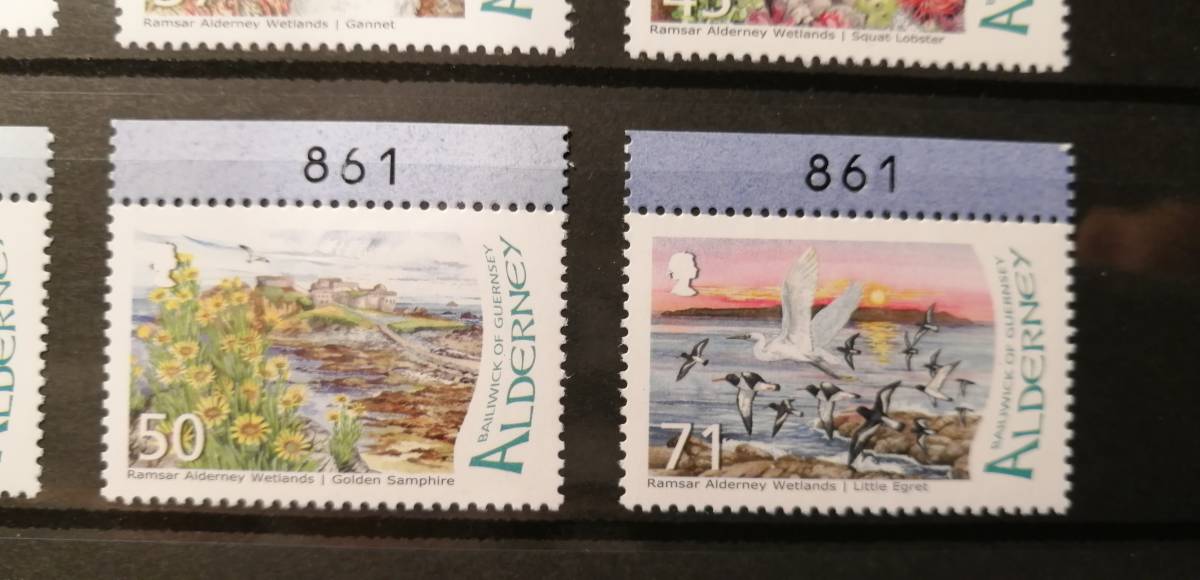 Ramsar Alderney Wetlands | Gannet
Ramsar Alderney Wetlands | Squat Lobster
861
BAILIWICK OF GUERNSEY
ALDERNEY
50
Ramsar Alderney Wetlands | Golden Samphire
861
BAILIWICK OF GUERNSEY
ALDERNEY
71
Ramsar Alderney Wetlands | Little Egret